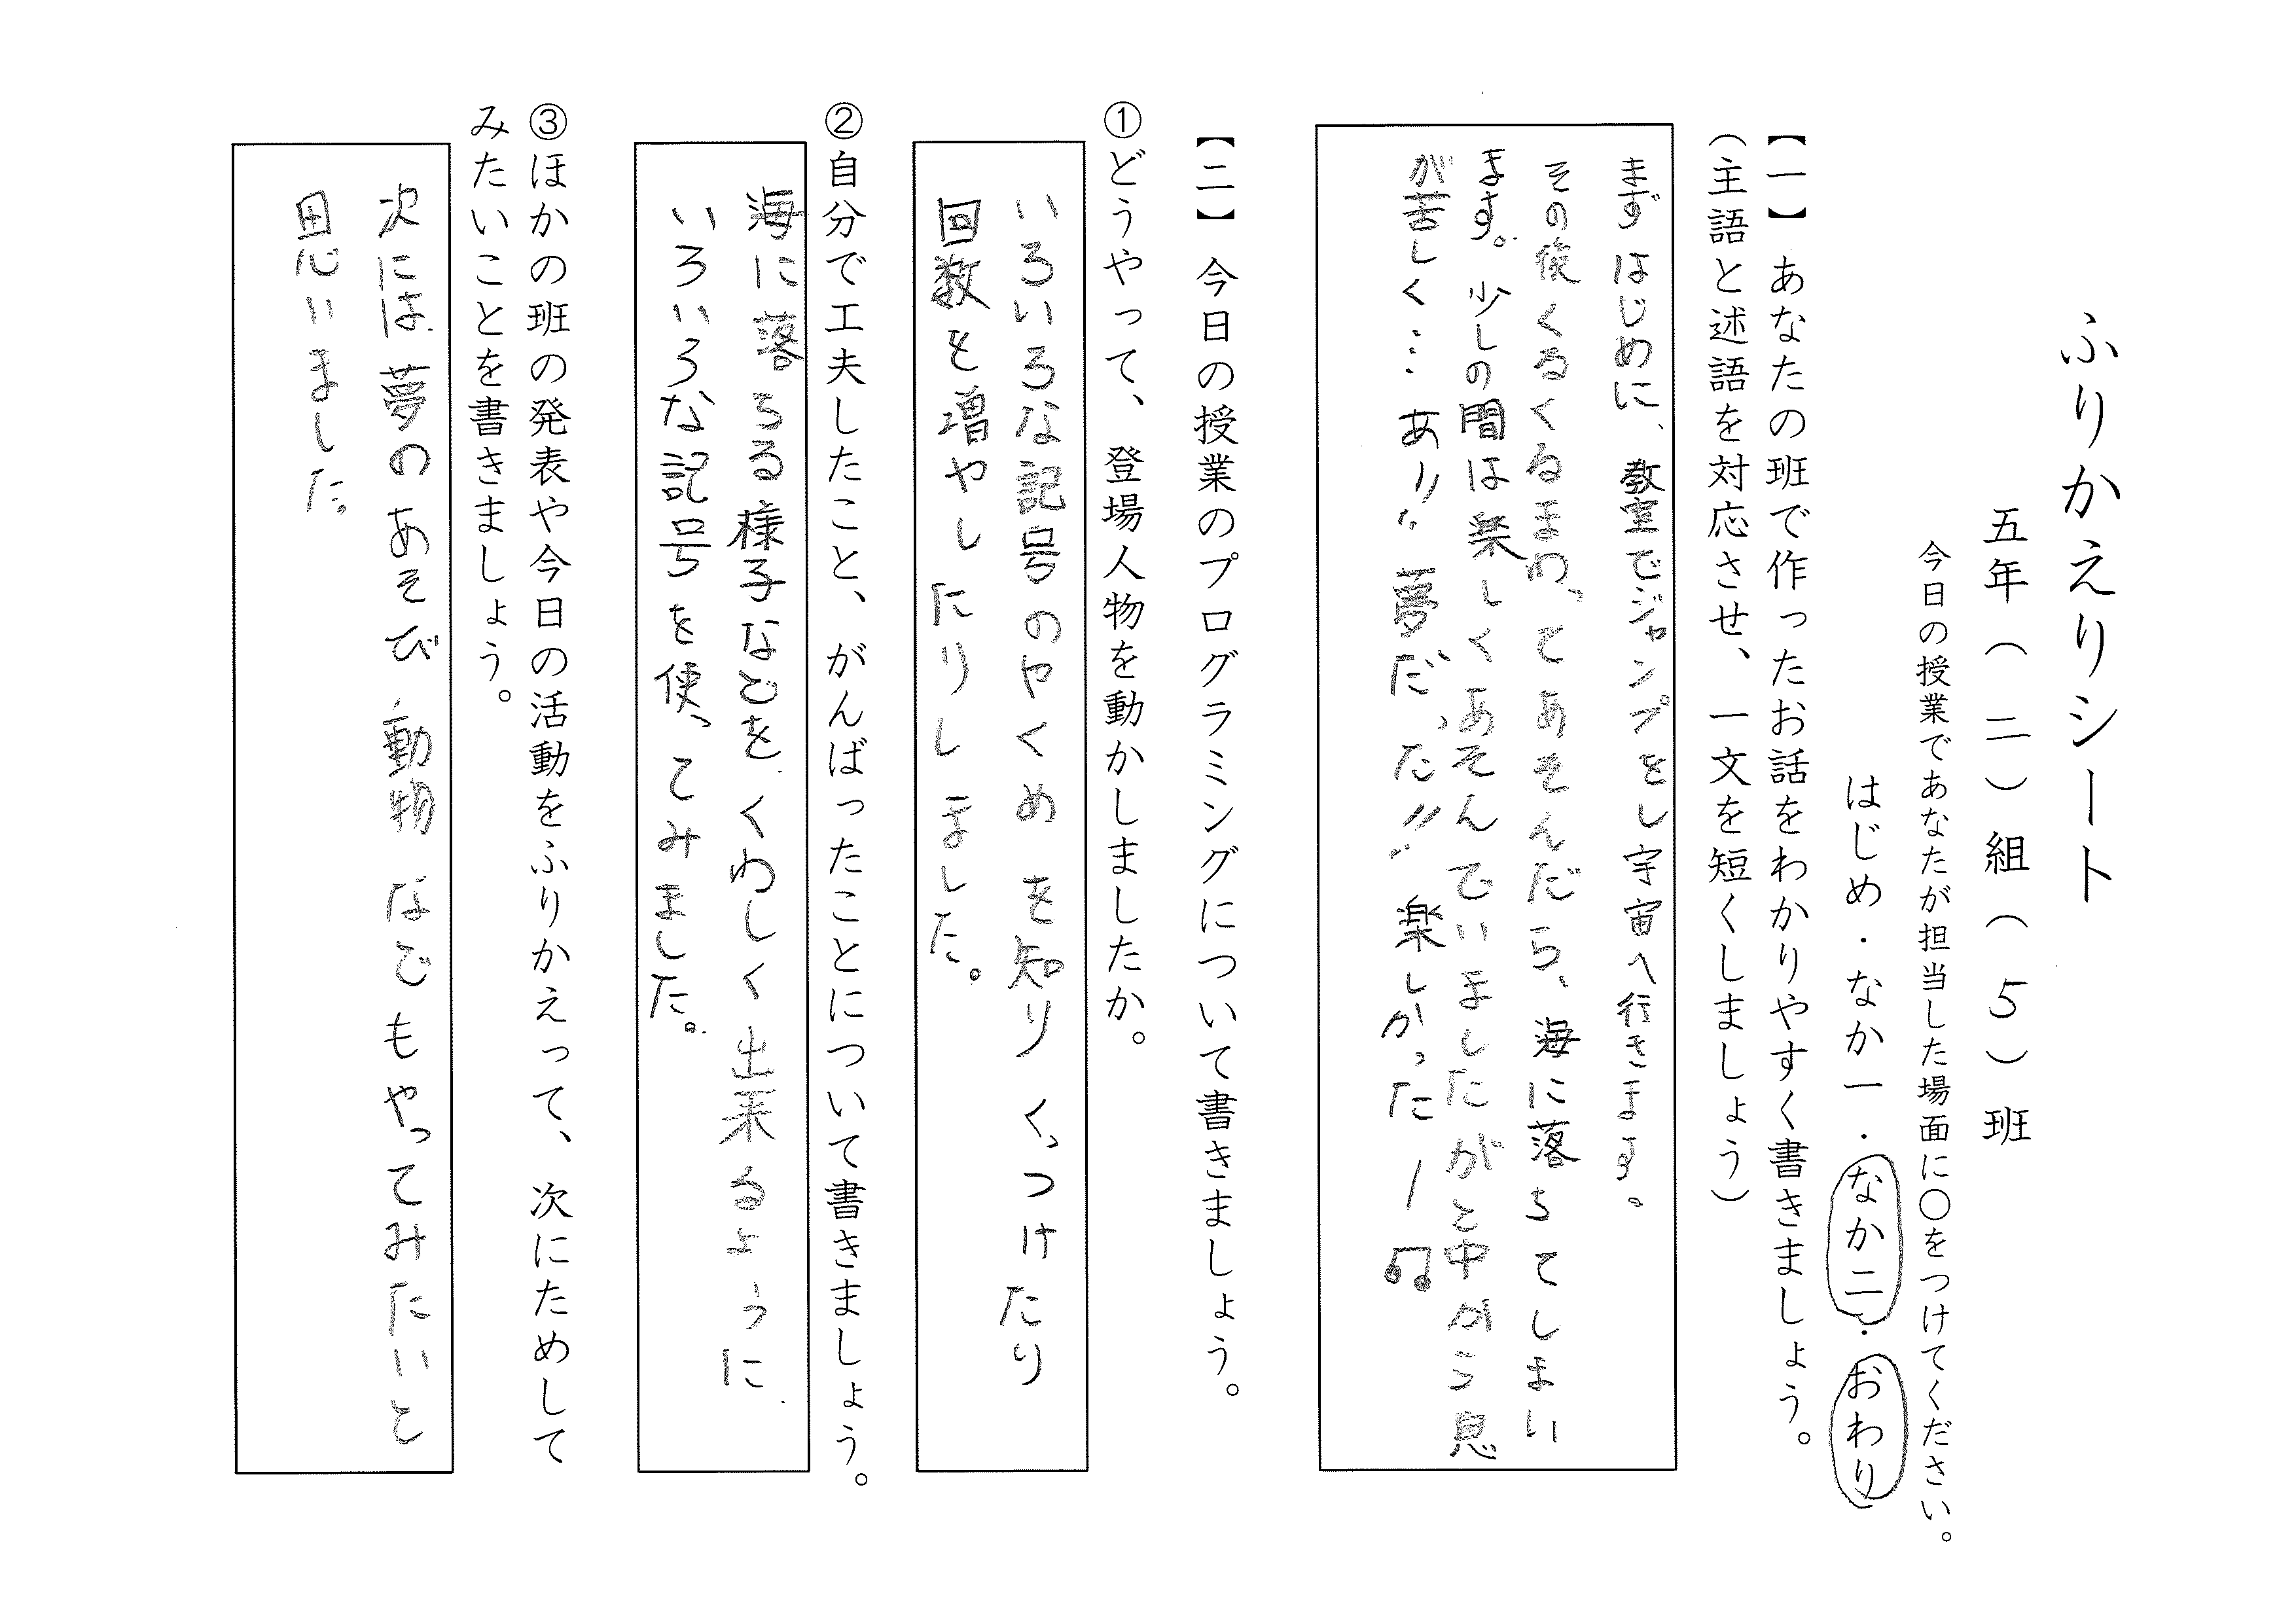 ふりかえりシート
五年（二）組（５）班
今日の授業であなたが担当した場面に○をつけてください。
はじめ・なか一・なか二・おわり
【一】あなたの班で作ったお話をわかりやすく書きましょう。
（主語と述語を対応させ、一文を短くしましょう）
まずはじめに、教室でジャンプをし宇宙へ行きます。
その後くるくるまわってあそんだら、海に落ちてしまい
ます。少しの間は楽しくあそんでいましたがと中から息
が苦しく…あ!!夢だった!!楽しかったー♫
【二】今日の授業のプログラミングについて書きましょう。
①どうやって、登場人物を動かしましたか。
いろいろな記号のやくめを知りくっつけたり
回数を増やしたりしました。
②自分で工夫したこと、がんばったことについて書きましょう。
海に落ちる様子などをくわしく出来るように
いろいろな記号を使ってみました。
③ほかの班の発表や今日の活動をふりかえって、次にためして
みたいことを書きましょう。
次には夢のあそび動物などもやってみたいと
思いました。